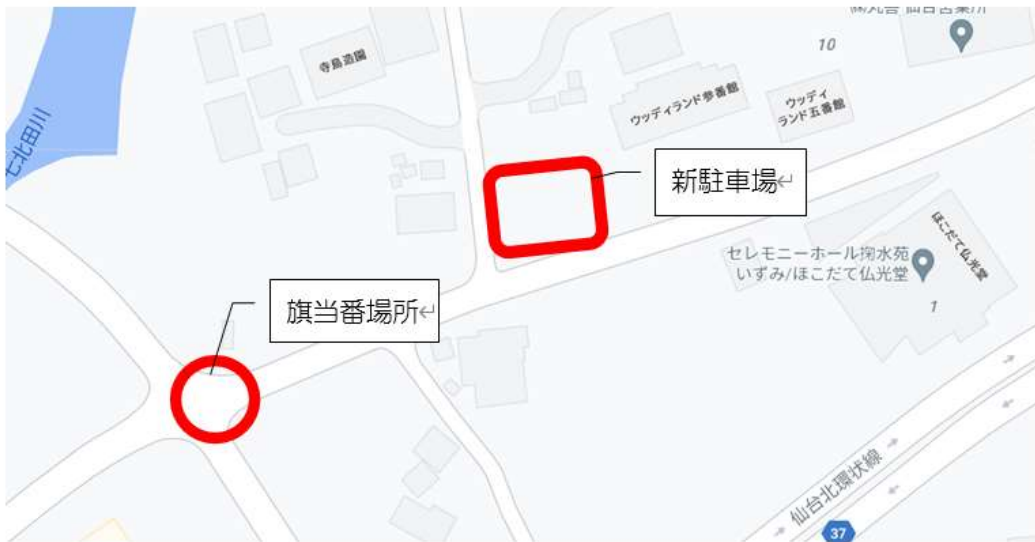 寺島造園
10
ウッディランド参番館
ウッディ
ランド五番館
七北田川
新駐車場↵
セレモニーホール掬水苑
いずみ/ほこだて仏光堂
ほこだて仏光堂
1
旗当番場所↵
仙台北環状線
37